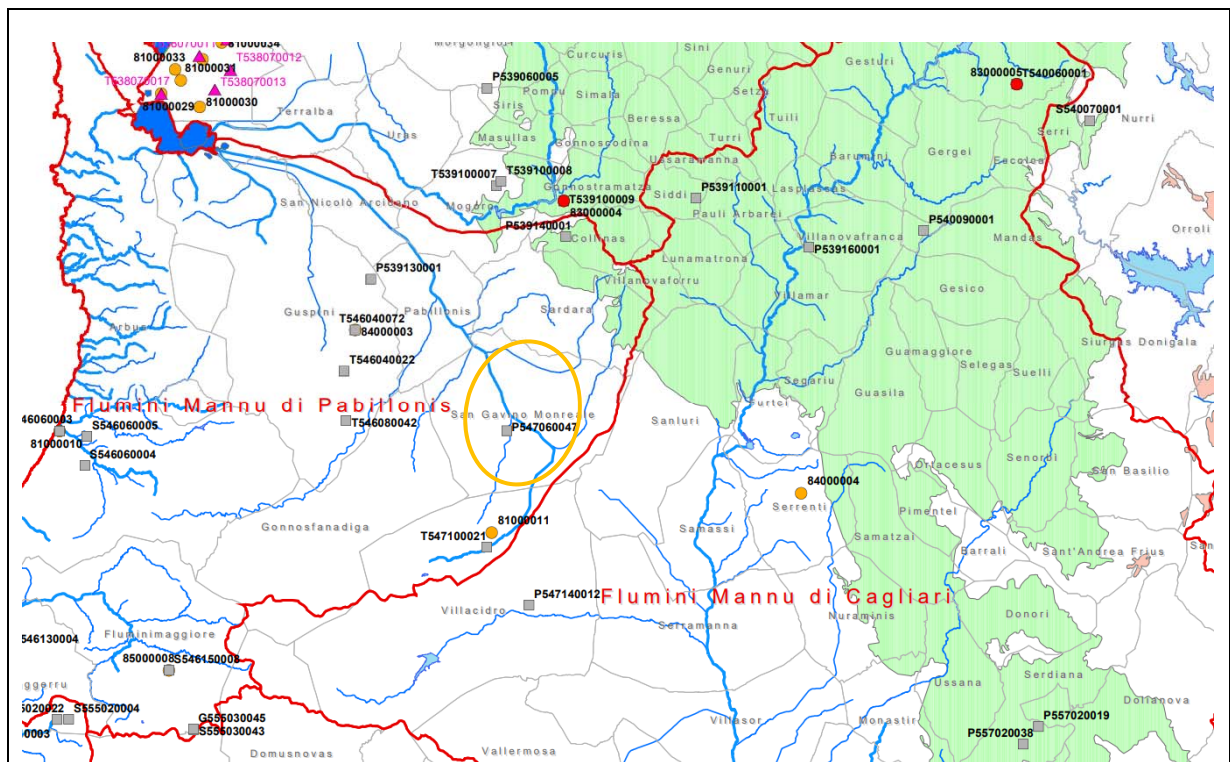 Morgongiori
Curcuris
Sini
Gesturi
T538070011
81000034
81000033
T538070012
81000031
T538070017
T538070013
81000029
81000030
P539060005
Pompu
Siris
Simala
Genuri
Setzu
83000005
T540060001
S540070001
Terralba
Uras
Masullas
Beressa
Turri
Tuili
Serri
Nurri
Gonnoscodina
Ussaramanna
Barumini
Gergei
Escolca
T539100007
T539100008
Gonnostramatza
T539100009
83000004
Siddi
P539110001
Laspiassas
San Nicolò Arcidano
Mogoro
P539140001
Collinas
Pauli Arbarei
Villanovafranca
P539160001
P540090001
Mandas
Orroli
Lunamatrona
P539130001
Villanovaforru
Villamar
Gesico
Guspini
Pabillonis
Sardara
T546040072
84000003
Arbus
Guamaggiore
Selegas
Siurgus Donigala
Suelli
T546040022
Segariu
Guasila
Furtei
Flumini Mannu di Pabillonis
San Gavino Monreale
Sanluri
P547060047
T546080042
S546060005
81000010
S546060004
Senorbì
Ortacesus
San Basilio
84000004
Serrenti
Pimentel
Gonnosfanadiga
81000011
T547100021
Samassi
Samatzai
Barrali
Sant'Andrea Frius
P547140012
Villacidro
Flumini Mannu di Cagliari
Serramanna
Nuraminis
Donori
546130004
Fluminimaggiore
85000008
S546150008
Ussana
Serdiana
Dolianova
S555020004
G555030045
S555030043
Villasor
Monastir
P557020019
P557020038
Domusnovas
Vallermosa